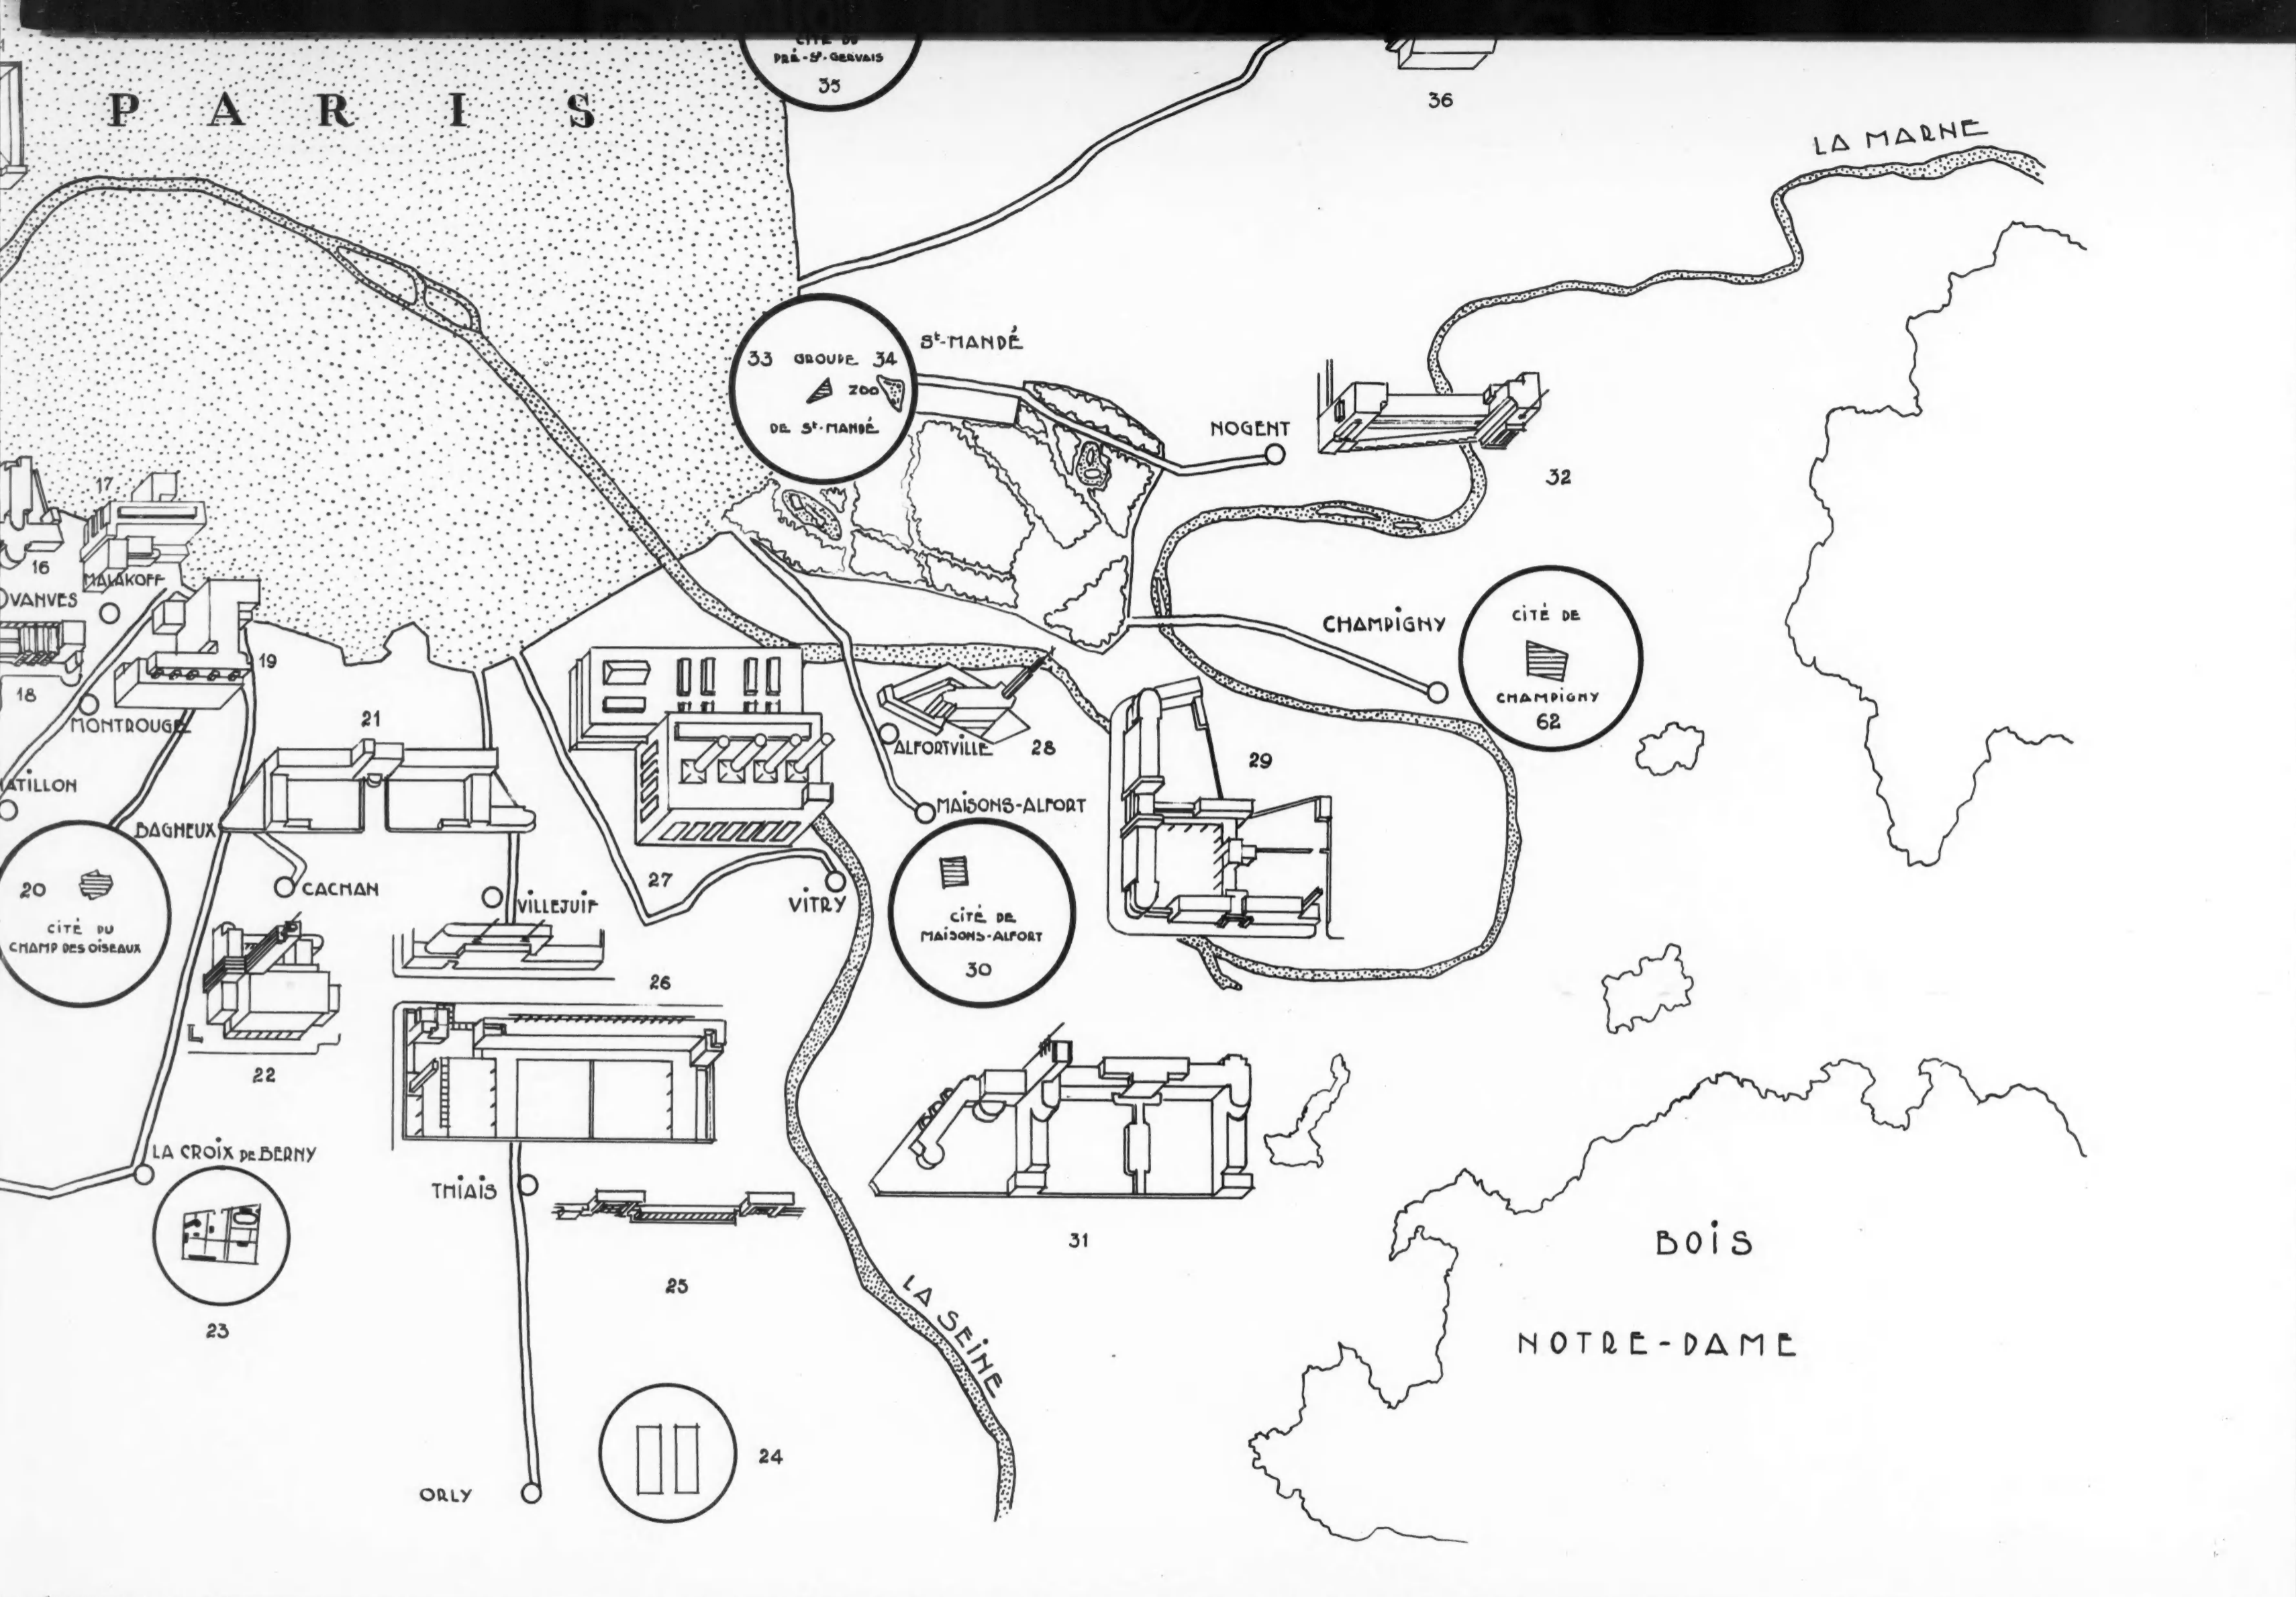 CITÉ DU
PRÉ-St-GERVAIS
35
36
PARIS
LA MARNE
St-MANDÉ
33 GROUPE 34
ZOO
DE St-MANDÉ
NOGENT
32
17
16
MALAKOFF
VANVES
19
18
MONTROUGE
21
CHAMPIGNY
CITÉ DE
CHAMPIGNY
62
ALFORTVILLE
28
29
ATILLON
BAGNEUX
MAISONS-ALFORT
20
CITÉ DU
CHAMP DES OISEAUX
CACHAN
VILLEJUIF
27
VITRY
CITÉ DE
MAISONS-ALFORT
30
26
22
LA CROIX DE BERNY
THIAIS
31
25
23
LA SEINE
BOIS
NOTRE-DAME
24
ORLY